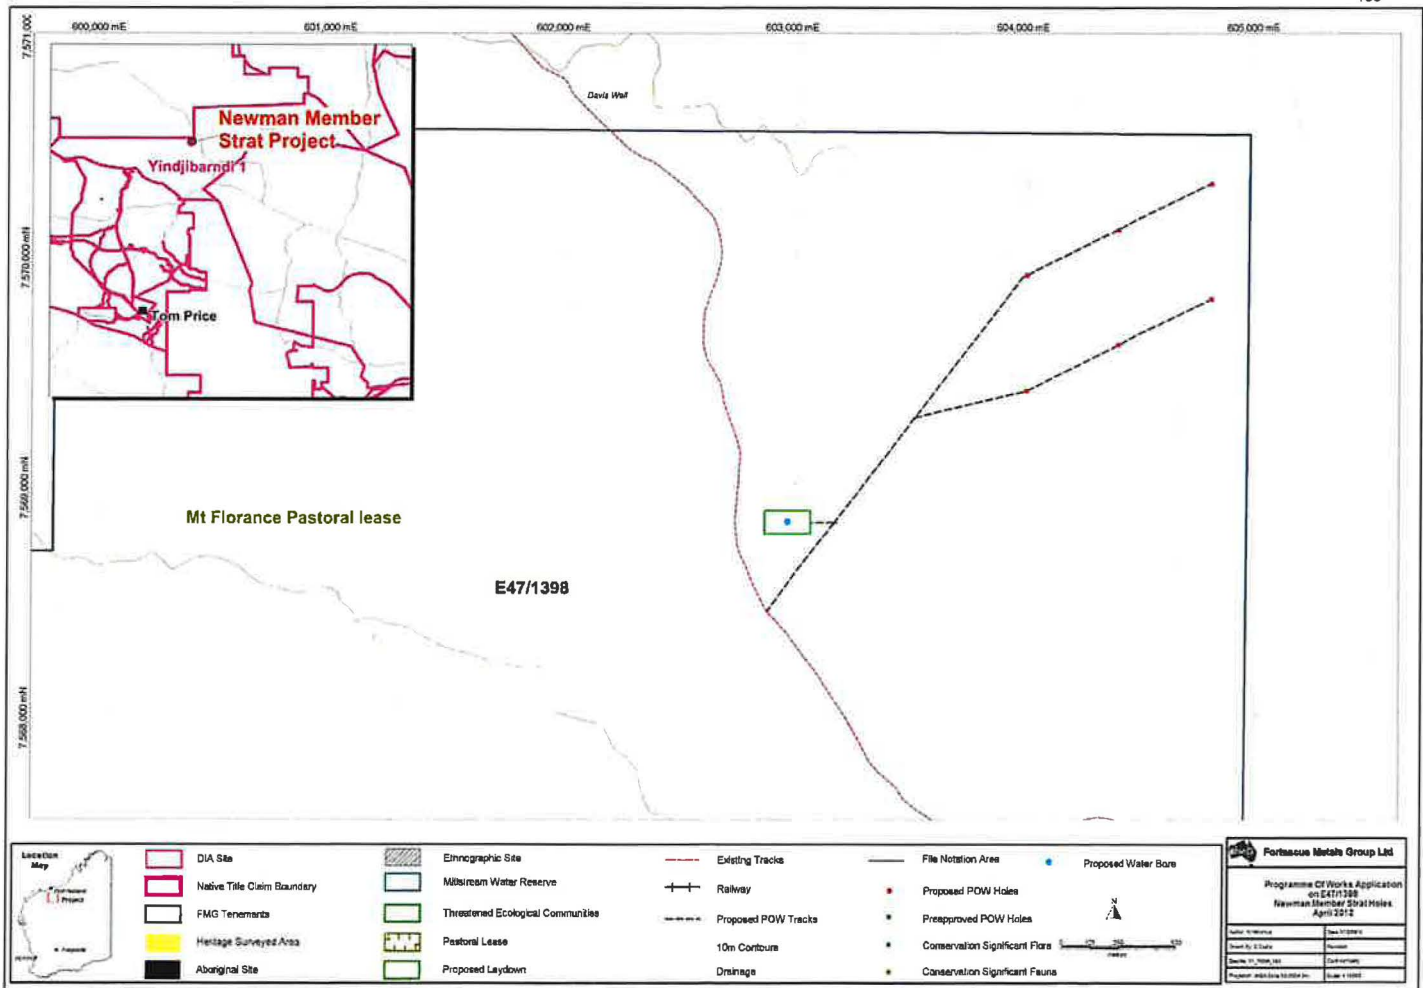 600,000 mE 601,000 mE 602,000 mE 603,000 mE 604,000 mE 605,000 mE
7,570,000 mN
7,569,000 mN
7,568,000 mN
Newman Member
Strat Project
Yindjibarndi 1
Tom Price
Davis Well
Mt Florance Pastoral lease
E47/1398
Location
Map
Project
DIA Site
Native Title Claim Boundary
FMG Tenements
Heritage Surveyed Area
Aboriginal Site
Ethnographic Site
Millstream Water Reserve
Threatened Ecological Communities
Pastoral Lease
Proposed Laydown
Existing Tracks
Railway
Proposed POW Tracks
10m Contours
Drainage
File Notation Area
Proposed POW Holes
Preapproved POW Holes
Conservation Significant Flora
Conservation Significant Fauna
Proposed Water Bore
N
Fortescue Metals Group Ltd
Programme Of Works Application
on E47/1398
Newman Member Strat Holes
April 2012